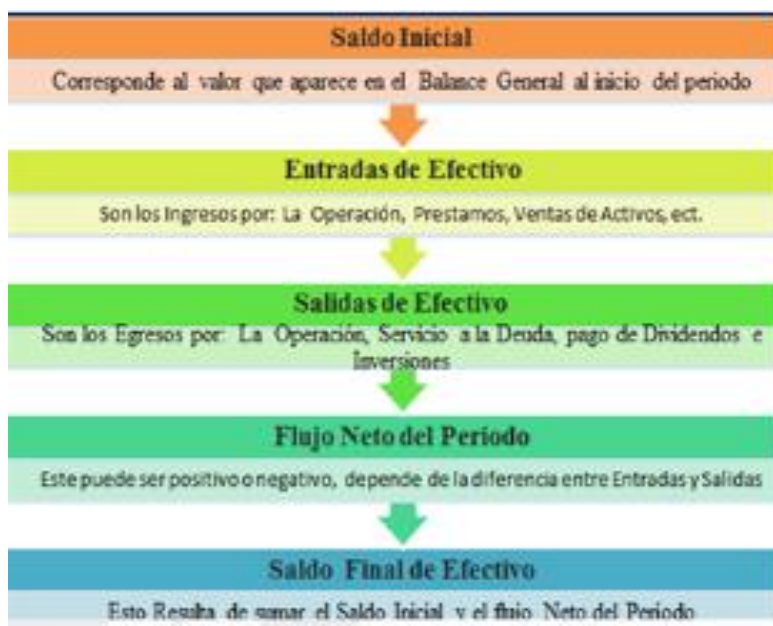 Saldo Inicial
Corresponde al valor que aparece en el Balance General al inicio del periodo
Entradas de Efectivo
Son los Ingresos por: La Operación, Prestamos, Ventas de Activos, ect.
Salidas de Efectivo
Son los Egresos por: La Operación, Servicio a la Deuda, pago de Dividendos e
Inversiones
Flujo Neto del Periodo
Este puede ser positivo o negativo, depende de la diferencia entre Entradas y Salidas
Saldo Final de Efectivo
Esto Resulta de sumar el Saldo Inicial y el flujo Neto del Periodo